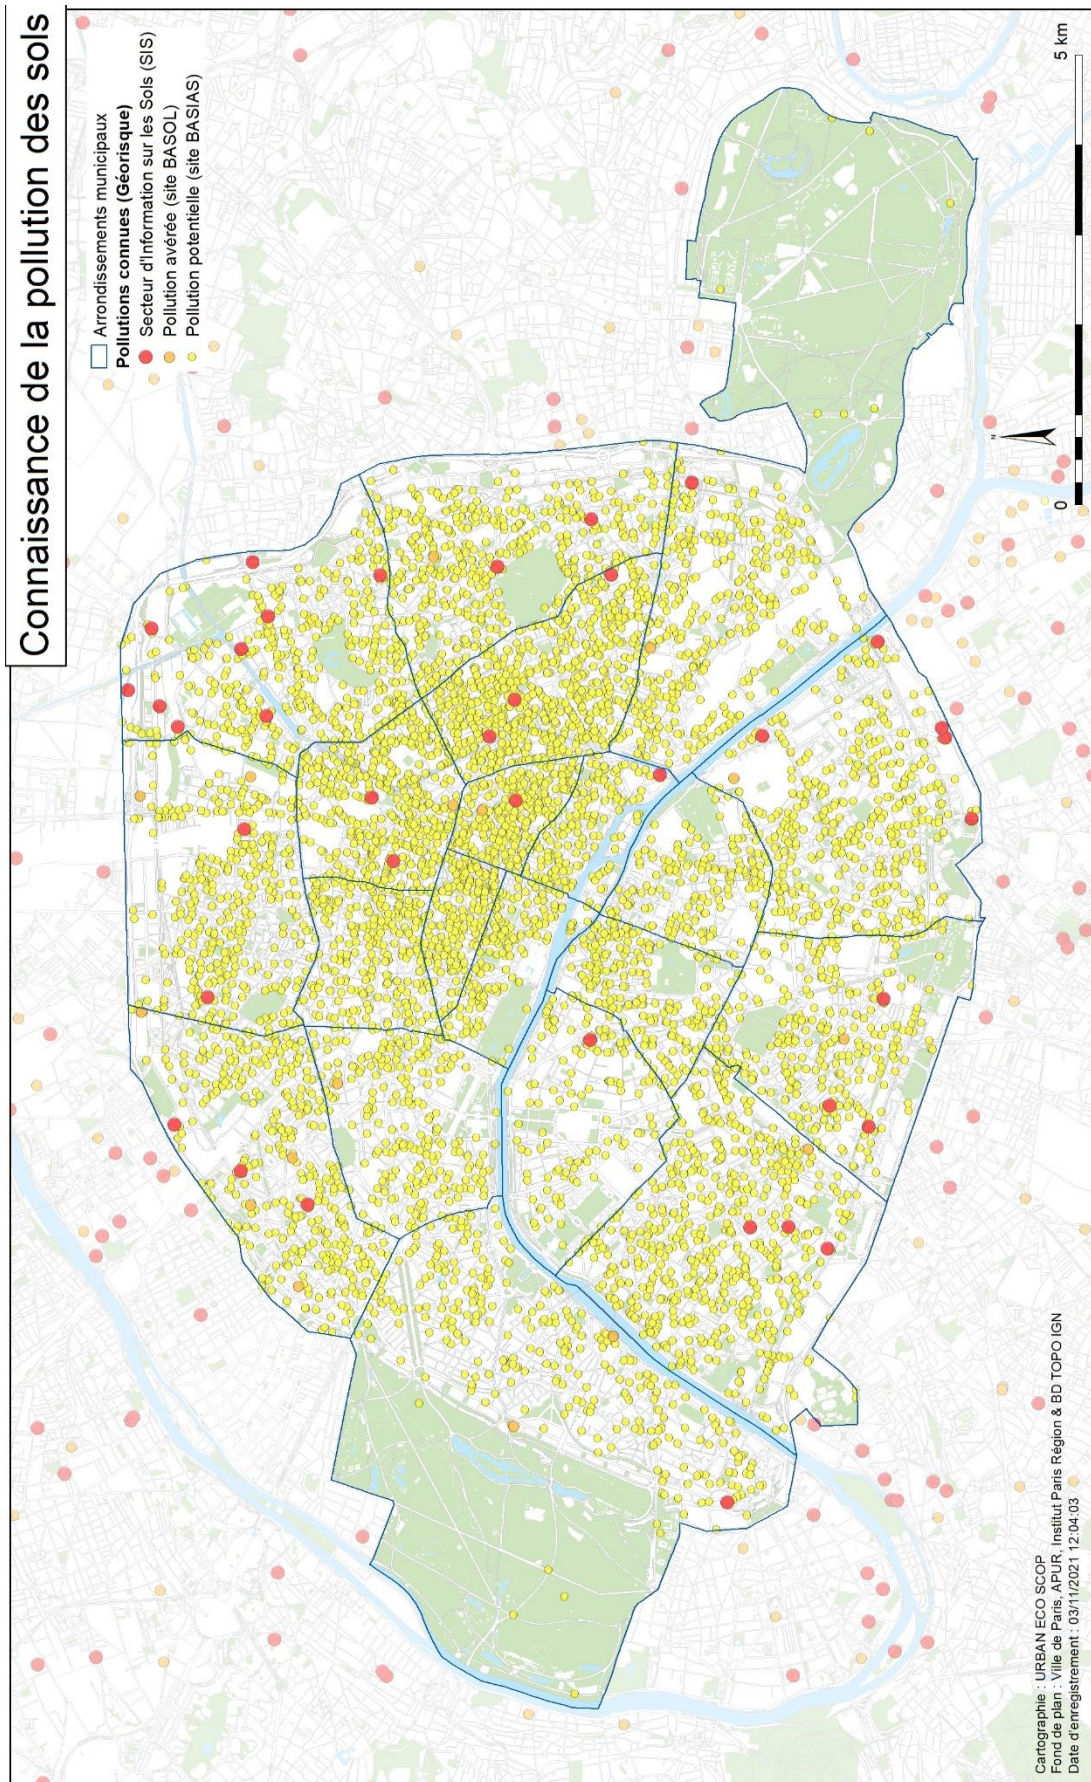 Connaissance de la pollution des sols
Arrondissements municipaux
Pollutions connues (Géorisque)
Secteur d'Information sur les Sols (SIS)
Pollution avérée (site BASOL)
Pollution potentielle (site BASIAS)
N
0
5 km
Cartographie : URBAN ECO SCOP
Fond de plan : Ville de Paris, APUR, Institut Paris Région & BD TOPO IGN
Date d'enregistrement : 03/11/2021 12:04:03